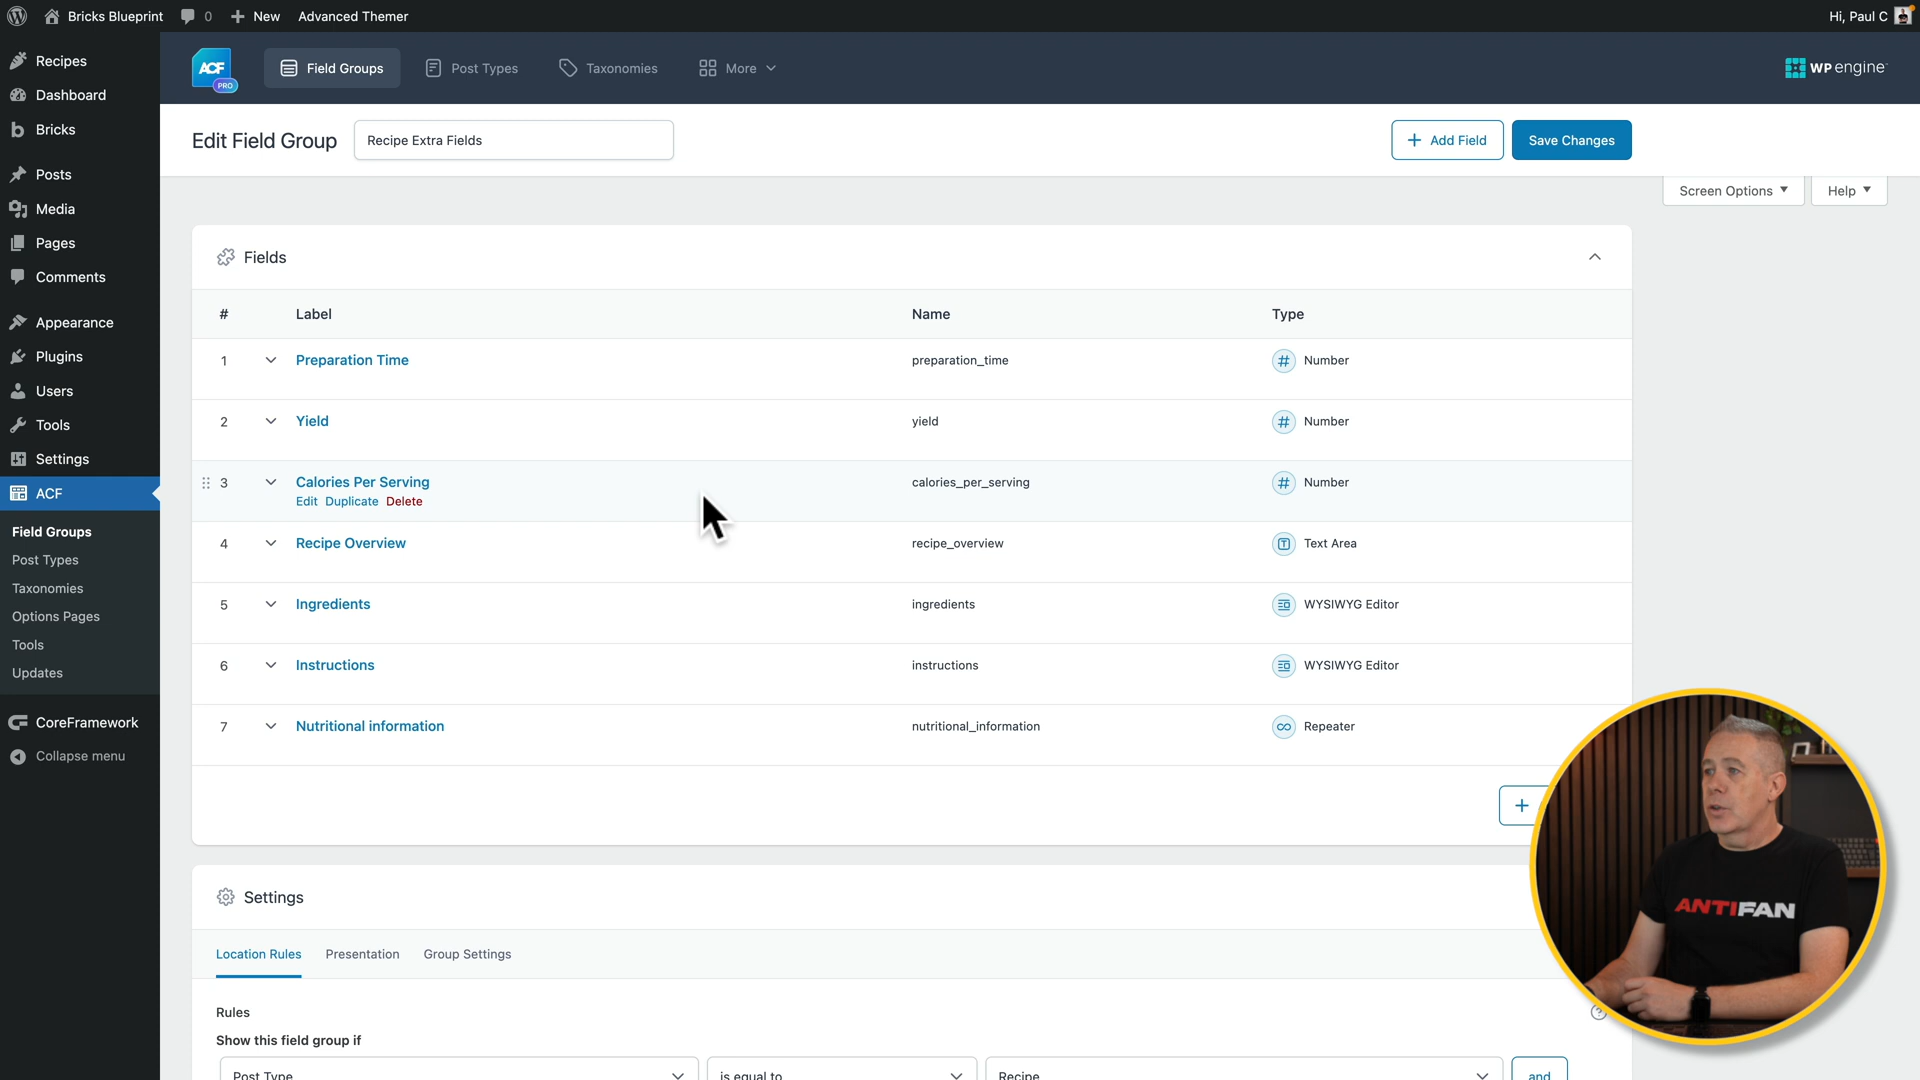 Bricks Blueprint 0 New Advanced Themer Hi, Paul C
Recipes
Dashboard
Bricks
Posts
Media
Pages
Comments
Appearance
Plugins
Users
Tools
Settings
ACF
Field Groups
Post Types
Taxonomies
Options Pages
Tools
Updates
CoreFramework
Collapse menu
ACF PRO Field Groups Post Types Taxonomies More WP engine
Edit Field Group Recipe Extra Fields + Add Field Save Changes
Screen Options Help
Fields
# Label Name Type
1 Preparation Time preparation_time # Number
2 Yield yield # Number
3 Calories Per Serving calories_per_serving # Number
Edit Duplicate Delete
4 Recipe Overview recipe_overview Text Area
5 Ingredients ingredients WYSIWYG Editor
6 Instructions instructions WYSIWYG Editor
7 Nutritional information nutritional_information Repeater
+
Settings
Location Rules Presentation Group Settings
Rules
Show this field group if
Post Type is equal to Recipe and
ANTIFAN